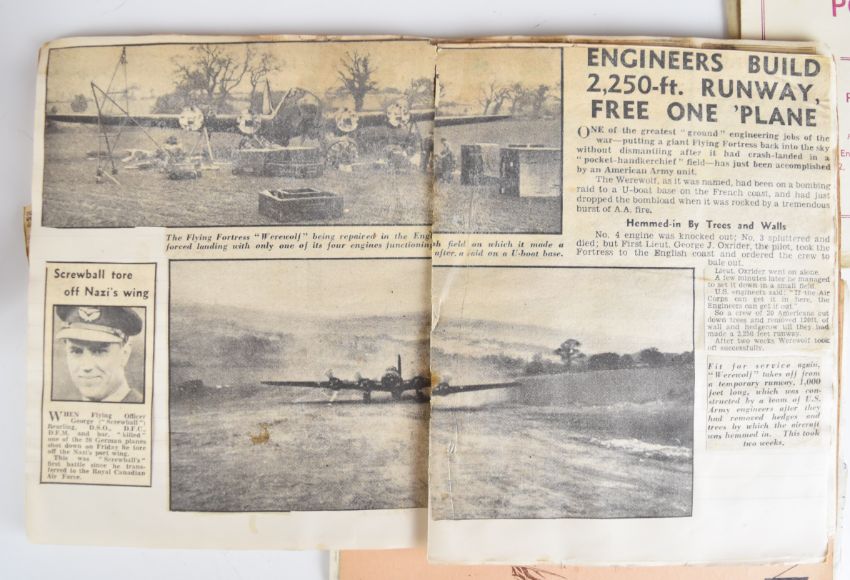 ENGINEERS BUILD
2,250-ft. RUNWAY,
FREE ONE 'PLANE
ONE of the greatest "ground" engineering jobs of the
war—putting a giant Flying Fortress back into the sky
without dismantling after it had crash-landed in a
"pocket-handkerchief" field—has just been accomplished
by an American Army unit.
The Werewolf, as it was named, had been on a bombing
raid to a U-boat base on the French coast, and had just
dropped the bombload when it was rocked by a tremendous
burst of A.A. fire.
Hemmed-in By Trees and Walls
No. 4 engine was knocked out; No. 3 spluttered and
died; but First Lieut. George J. Oxrider, the pilot, took the
Fortress to the English coast and ordered the crew to
bale out.
Lieut. Oxrider went on alone.
A few minutes later he managed
to set it down in a small field.
U.S. engineers said: "If the Air
Corps can get it in here, the
Engineers can get it out."
So a crew of 20 Americans cut
down trees and removed 120ft. of
wall and hedgerow till they had
made a 2,250 feet runway.
After two weeks Werewolf took
off successfully.
The Flying Fortress "Werewolf" being repaired in the Engl
forced landing with only one of its four engines functioning
h field on which it made a
after a raid on a U-boat base.
Screwball tore
off Nazi's wing
WHEN Flying Officer
George ("Screwball")
Beurling, D.S.O., D.F.C.,
D.F.M. and bar, "killed"
one of the 26 German planes
shot down on Friday he tore
off the Nazi's port wing.
This was "Screwball's"
first battle since he trans-
ferred to the Royal Canadian
Air Force.
Fit for service again,
"Werewolf" takes off from
a temporary runway, 1,000
feet long, which was con-
structed by a team of U.S.
Army engineers after they
had removed hedges and
trees by which the aircraft
was hemmed in. This took
two weeks.